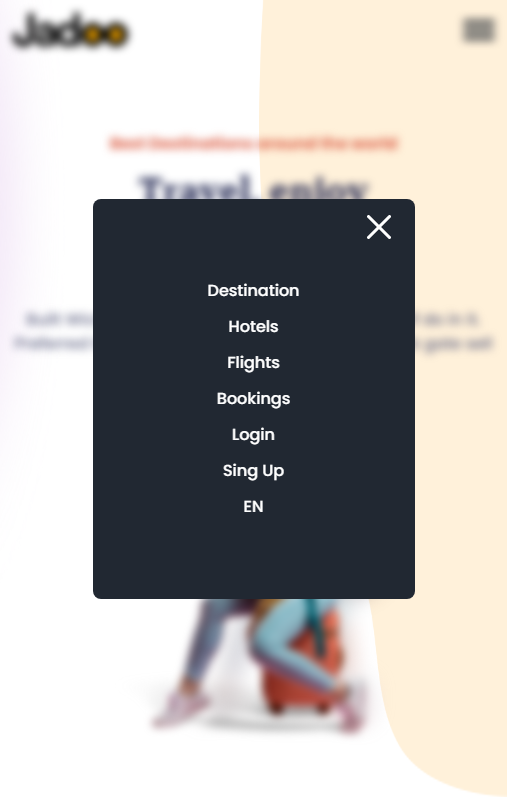 Jadoo
Best Destinations around the world
Travel, enjoy
Destination
Hotels
Flights
Bookings
Login
Sing Up
EN